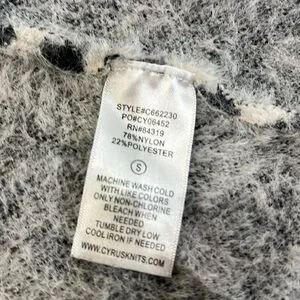 STYLE#C662230
PO#CY06452
RN#84319
78%NYLON
22%POLYESTER
S
MACHINE WASH COLD
WITH LIKE COLORS
ONLY NON-CHLORINE
BLEACH WHEN
NEEDED
TUMBLE DRY LOW
COOL IRON IF NEEDED
WWW.CYRUSKNITS.COM